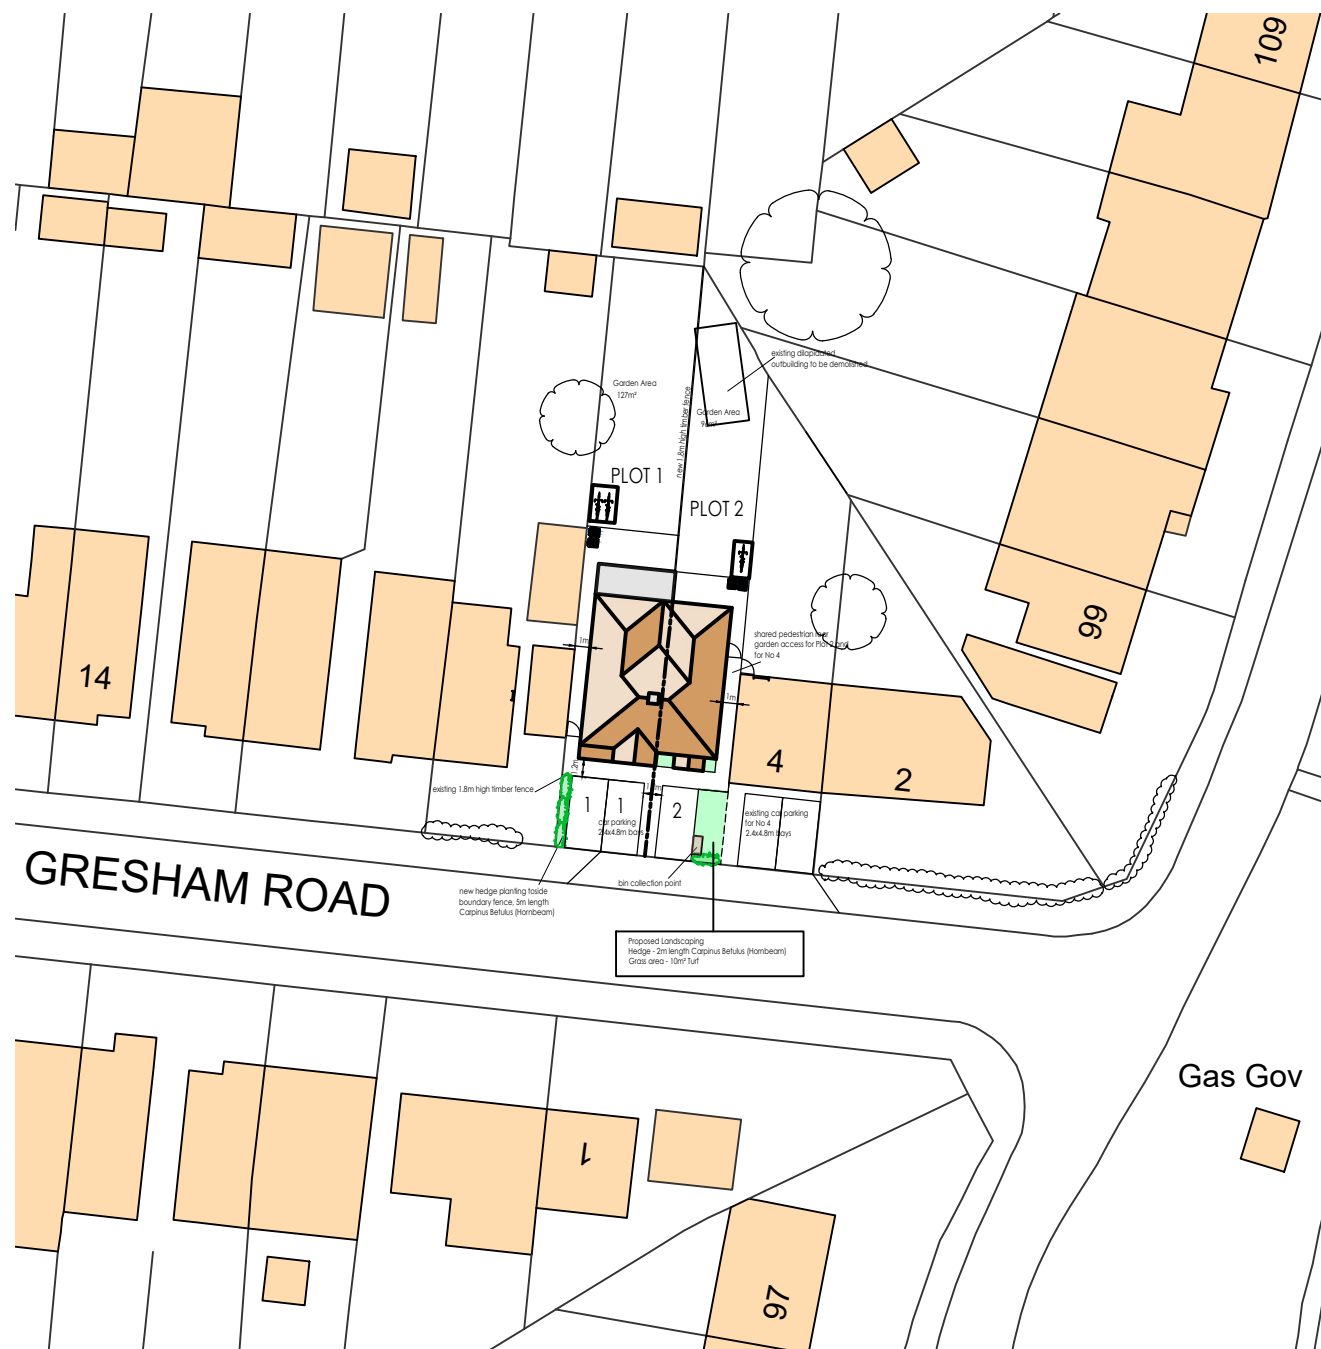 109
existing dilapidated
outbuilding to be demolished
Garden Area
127m²
new 1.8m high timber fence
Garden Area
PLOT 1
PLOT 2
99
shared pedestrian rear
garden access for Plot 2 and
for No 4
1m
1m
14
4
2
1.2m
existing 1.8m high timber fence
1
1
2
car parking
2.4x4.8m bays
existing car parking
for No 4
2.4x4.8m bays
GRESHAM ROAD
bin collection point
new hedge planting toside
boundary fence, 5m length
Carpinus Betulus (Hornbeam)
Proposed Landscaping
Hedge - 2m length Carpinus Betulus (Hornbeam)
Grass area - 10m² Turf
Gas Gov
1
97